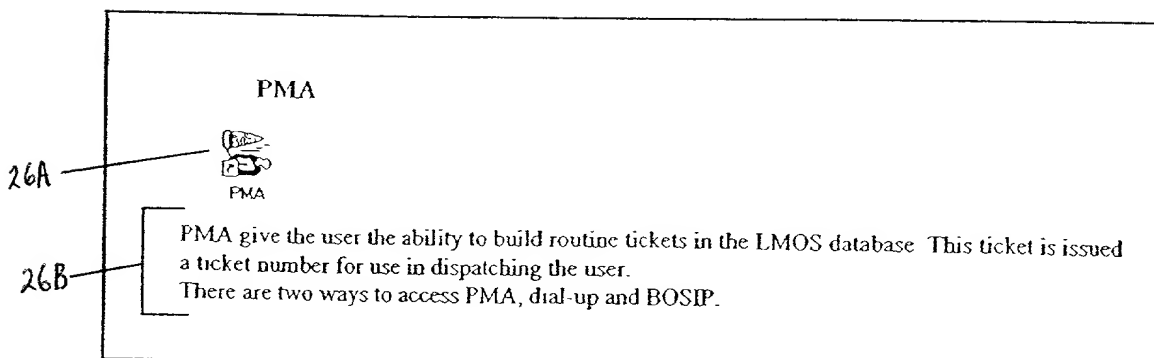 PMA
26A
PMA
26B
PMA give the user the ability to build routine tickets in the LMOS database This ticket is issued
a ticket number for use in dispatching the user.
There are two ways to access PMA, dial-up and BOSIP.